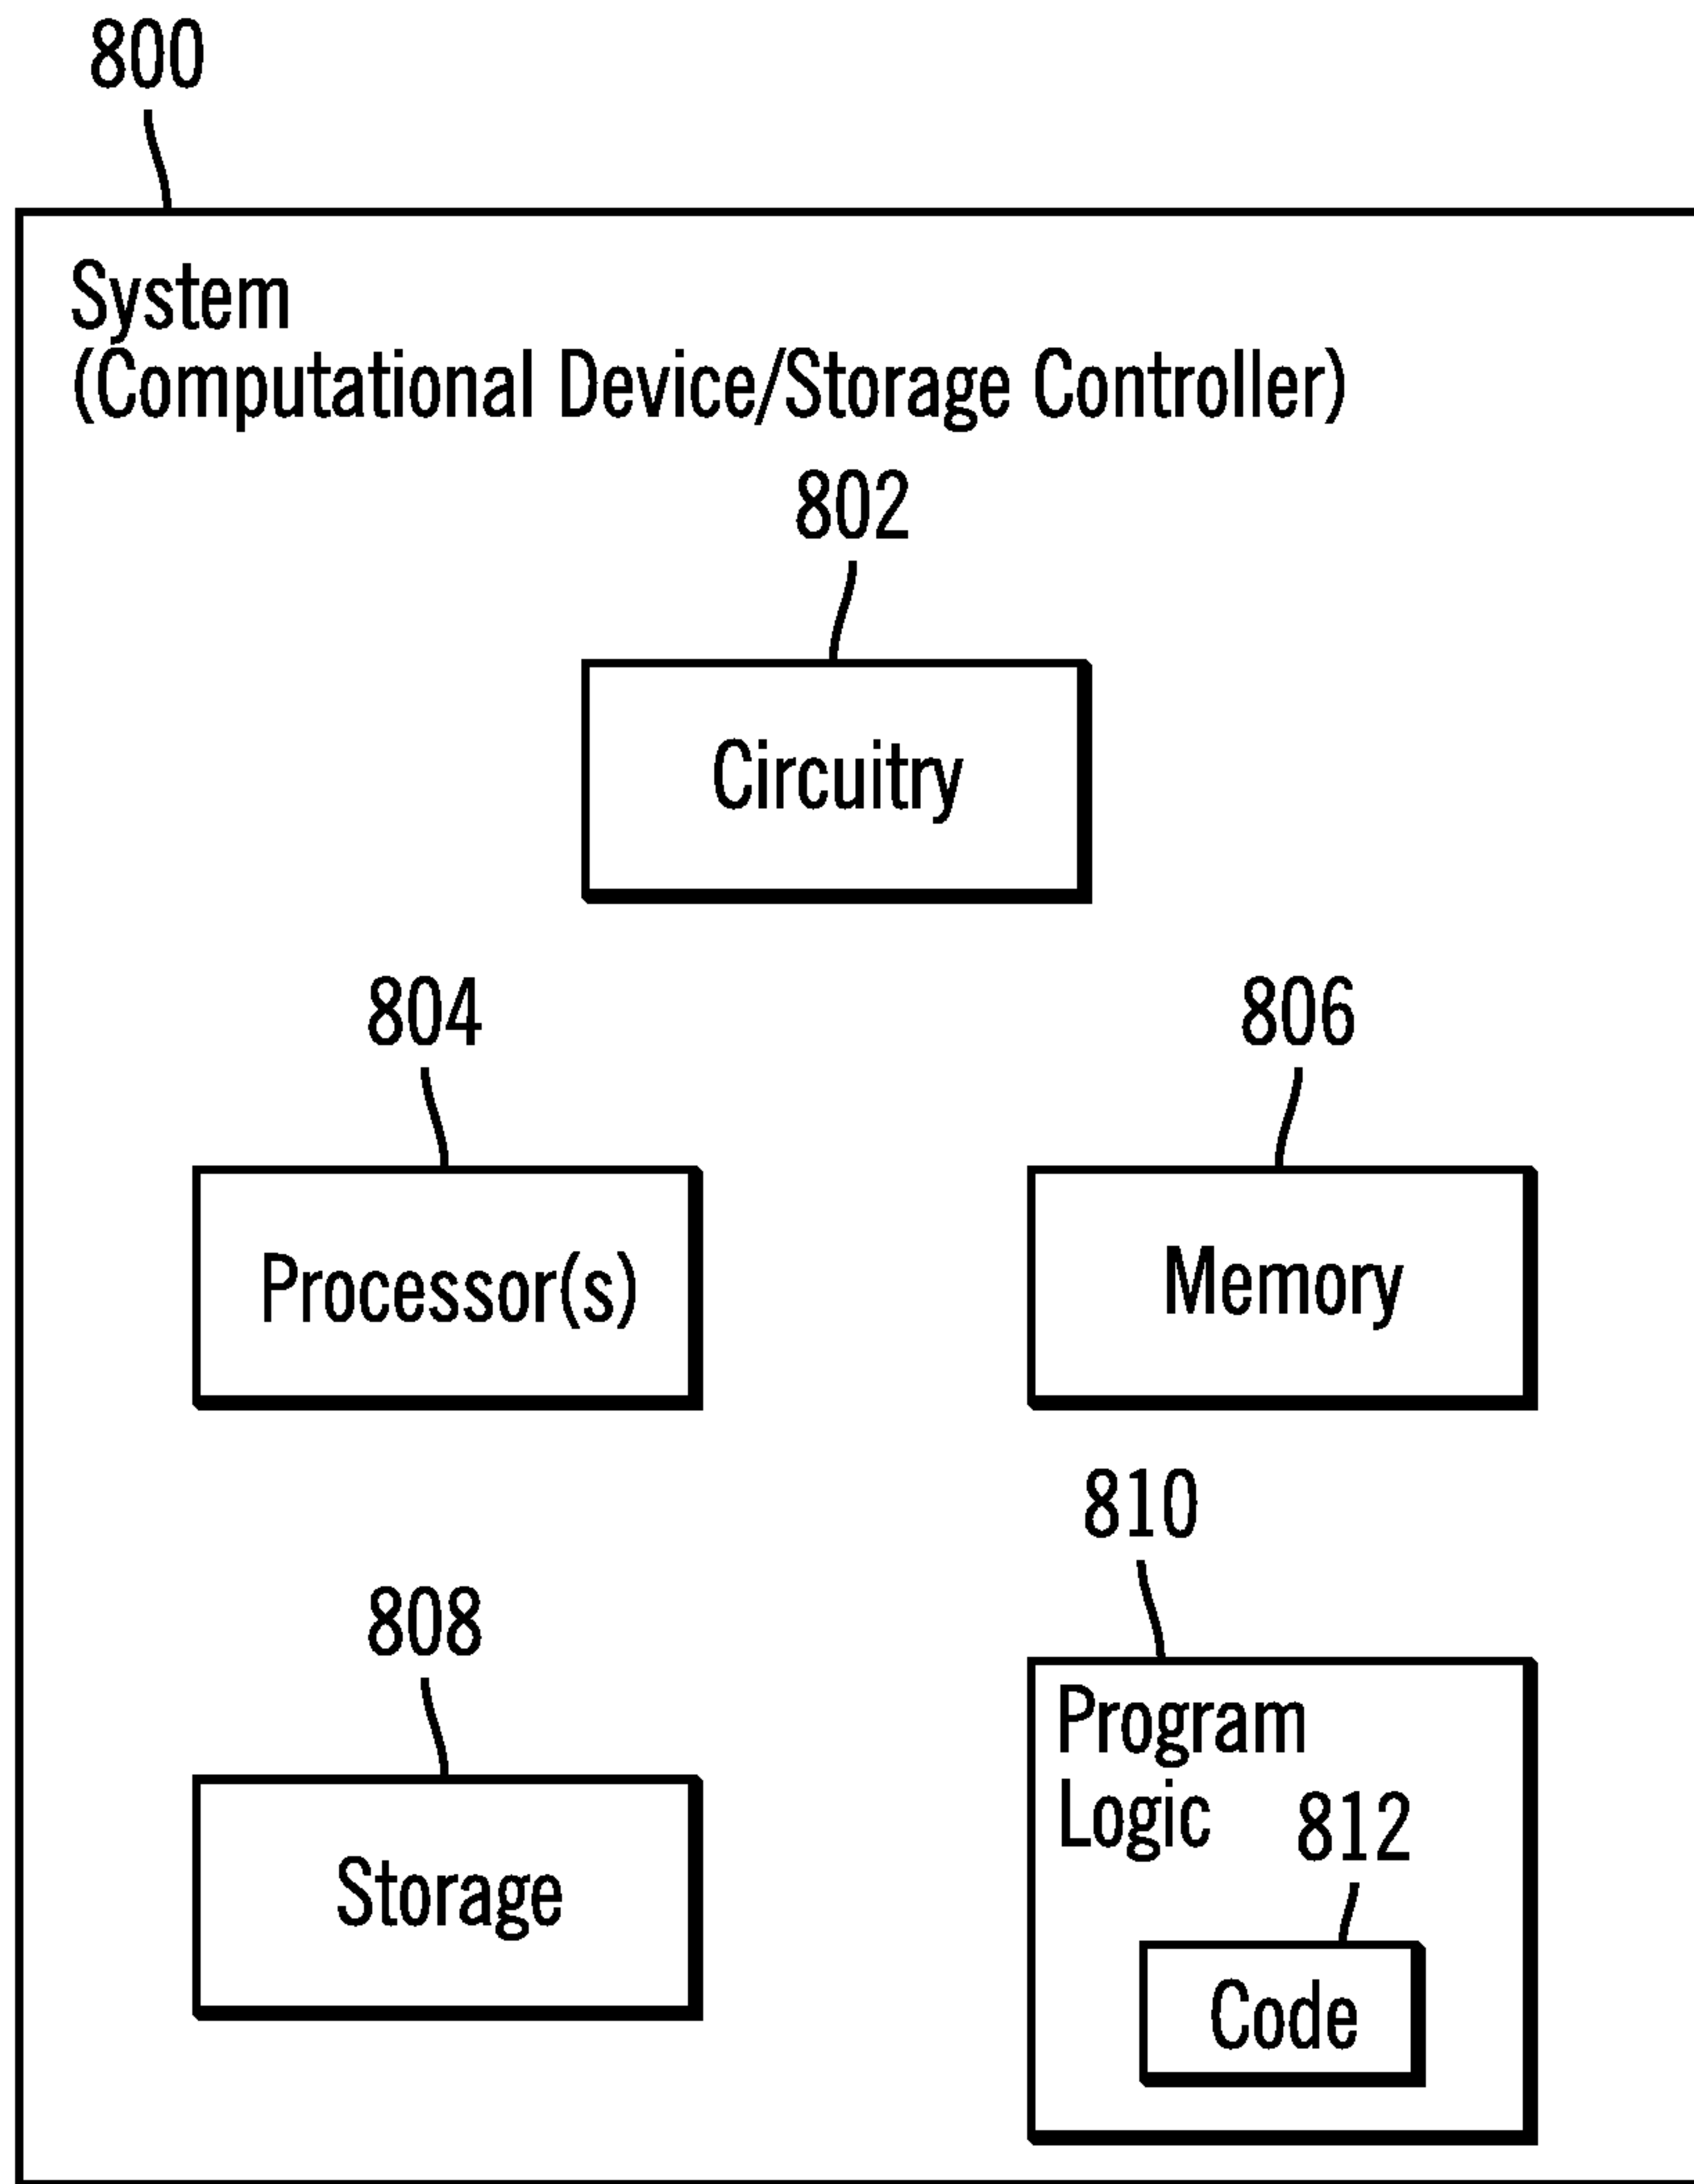 800
System
(Computational Device/Storage Controller)
802
Circuitry
804
806
Processor(s)
Memory
810
808
Program
Logic
812
Storage
Code